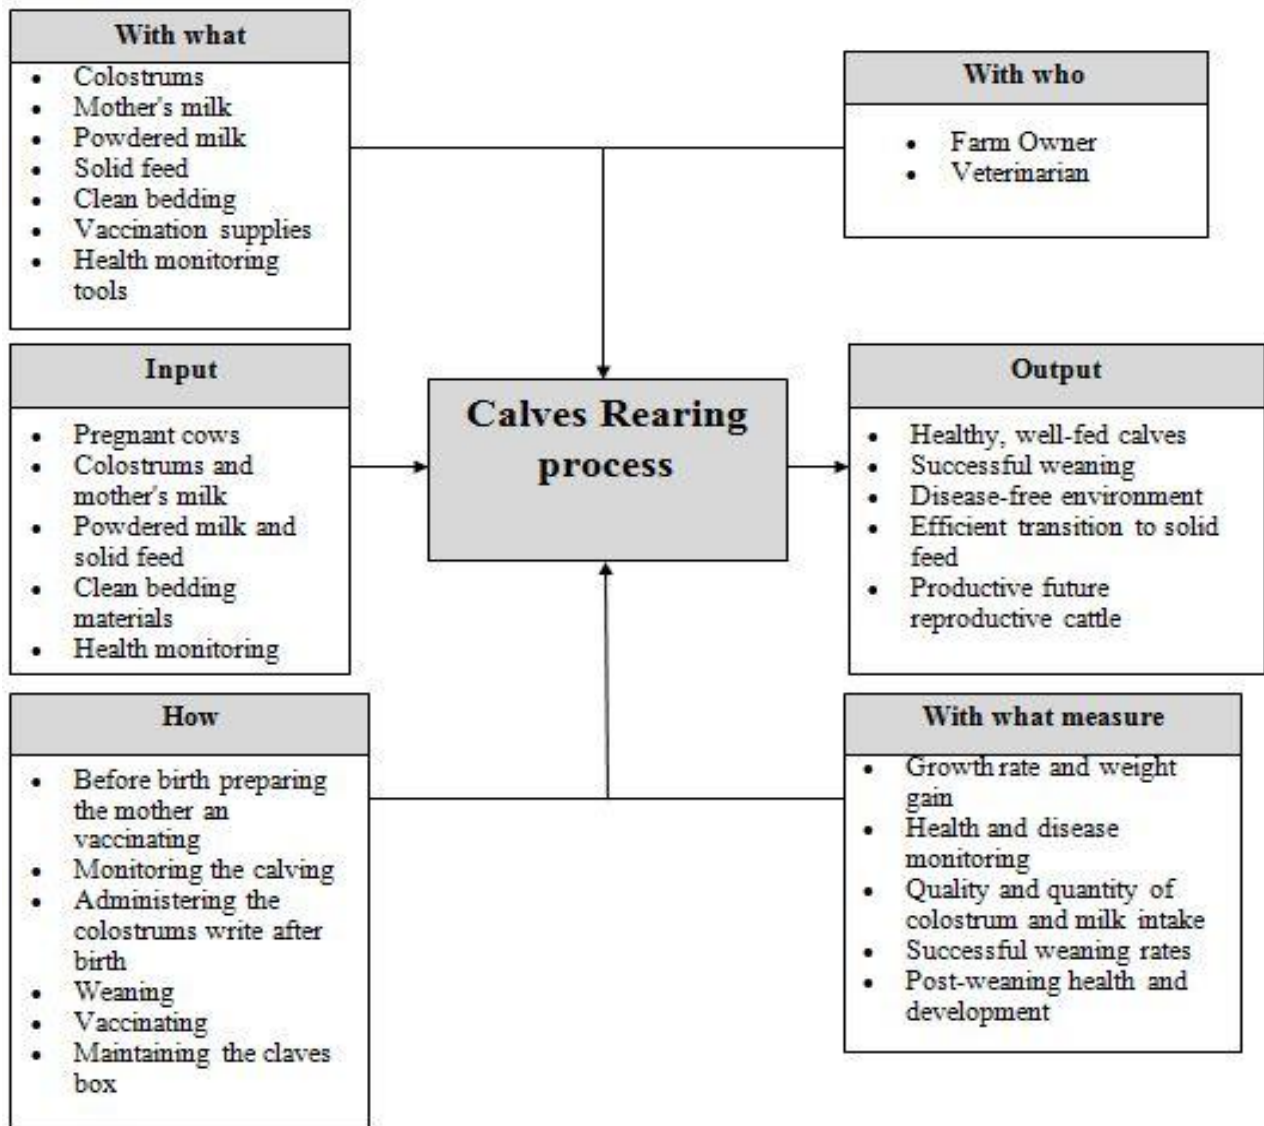 With what
• Colostrums
• Mother's milk
• Powdered milk
• Solid feed
• Clean bedding
• Vaccination supplies
• Health monitoring
tools
With who
• Farm Owner
• Veterinarian
Input
• Pregnant cows
• Colostrums and
mother's milk
• Powdered milk and
solid feed
• Clean bedding
materials
• Health monitoring
Calves Rearing
process
Output
• Healthy, well-fed calves
• Successful weaning
• Disease-free environment
• Efficient transition to solid
feed
• Productive future
reproductive cattle
How
• Before birth preparing
the mother an
vaccinating
• Monitoring the calving
• Administering the
colostrums write after
birth
• Weaning
• Vaccinating
• Maintaining the claves
box
With what measure
• Growth rate and weight
gain
• Health and disease
monitoring
• Quality and quantity of
colostrum and milk intake
• Successful weaning rates
• Post-weaning health and
development